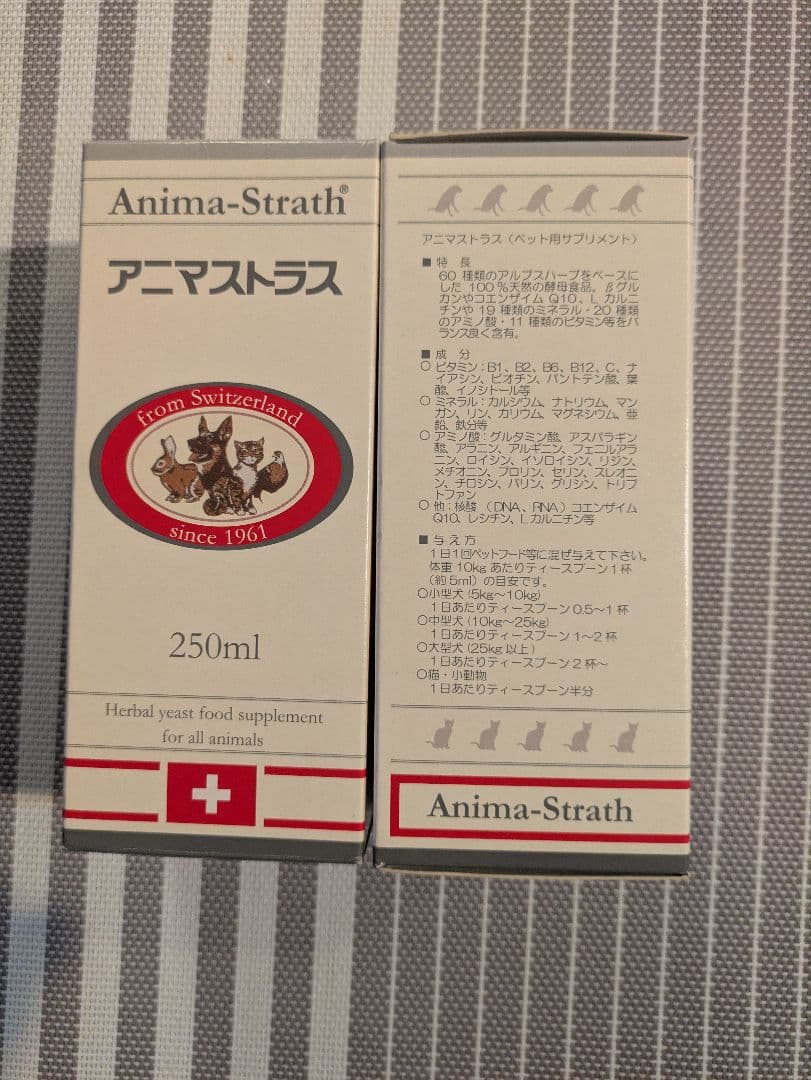 Anima-Strath®
アニマストラス
from Switzerland
since 1961
250ml
Herbal yeast food supplement
for all animals
アニマストラス（ペット用サプリメント）
■ 特 長
60 種類のアルプスハーブをベースに
した 100％天然の酵母食品。βグル
カンやコエンザイム Q10、L カルニ
チンや 19 種類のミネラル・20 種類
のアミノ酸・11 種類のビタミン等をバ
ランス良く含有。
■ 成 分
○ ビタミン：B1、B2、B6、B12、C、ナ
イアシン、ビオチン、パントテン酸、葉
酸、イノシトール等
○ ミネラル：カルシウム、ナトリウム、マン
ガン、リン、カリウム、マグネシウム、亜
鉛、鉄分等
○ アミノ酸：グルタミン酸、アスパラギン
酸、アラニン、アルギニン、フェニルアラ
ニン、ロイシン、イソロイシン、リジン、
メチオニン、プロリン、セリン、スレオニ
ン、チロシン、バリン、グリシン、トリプ
トファン
○ 他：核酸 （DNA、RNA）コエンザイム
Q10、レシチン、Lカルニチン等
■ 与え方
1日1回ペットフード等に混ぜ与えて下さい。
体重 10kg あたりティースプーン1杯
（約 5ml）の目安です。
○小型犬 (5kg～10kg)
1日あたりティースプーン 0.5～1 杯
○中型犬 (10kg～25kg)
1日あたりティースプーン 1～2 杯
○大型犬 (25kg 以上)
1日あたりティースプーン 2 杯～
○猫・小動物
1日あたりティースプーン半分
Anima-Strath